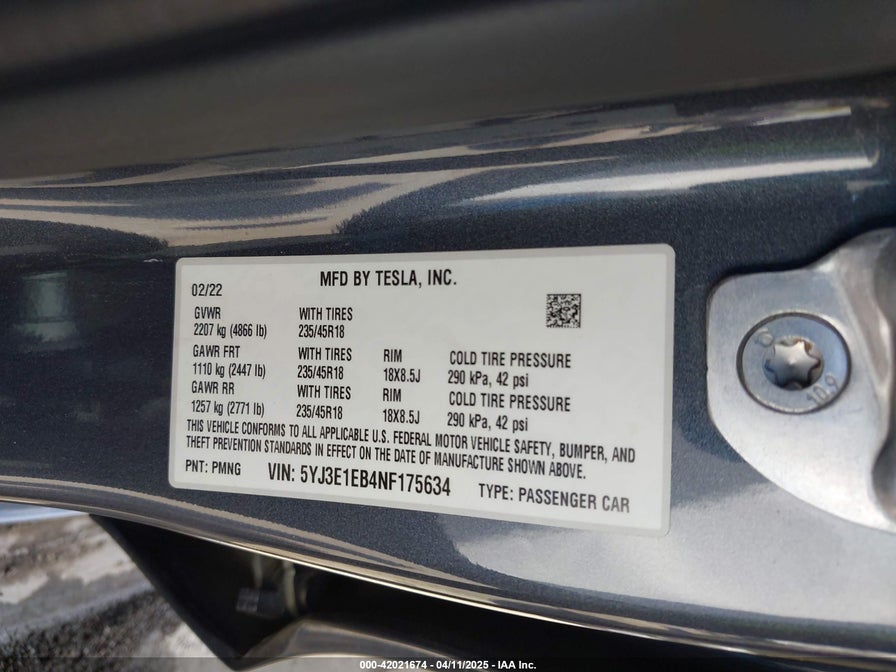 MFD BY TESLA, INC.
02/22
GVWR WITH TIRES
2207 kg (4866 lb) 235/45R18
GAWR FRT WITH TIRES RIM COLD TIRE PRESSURE
1110 kg (2447 lb) 235/45R18 18X8.5J 290 kPa, 42 psi
GAWR RR WITH TIRES RIM COLD TIRE PRESSURE
1257 kg (2771 lb) 235/45R18 18X8.5J 290 kPa, 42 psi
THIS VEHICLE CONFORMS TO ALL APPLICABLE U.S. FEDERAL MOTOR VEHICLE SAFETY, BUMPER, AND
THEFT PREVENTION STANDARDS IN EFFECT ON THE DATE OF MANUFACTURE SHOWN ABOVE.
PNT: PMNG VIN: 5YJ3E1EB4NF175634 TYPE: PASSENGER CAR
10.9
000-42021674 - 04/11/2025 - IAA Inc.